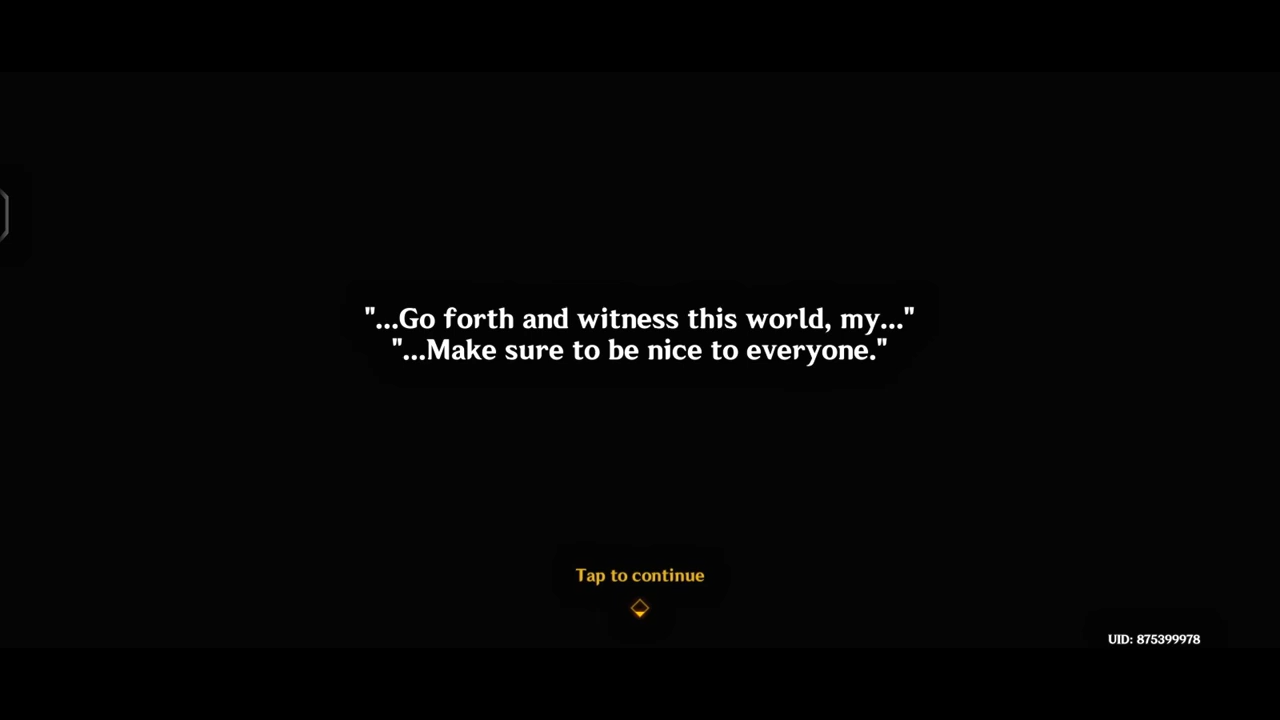 "...Go forth and witness this world, my..."
"...Make sure to be nice to everyone."
Tap to continue
UID: 875399978